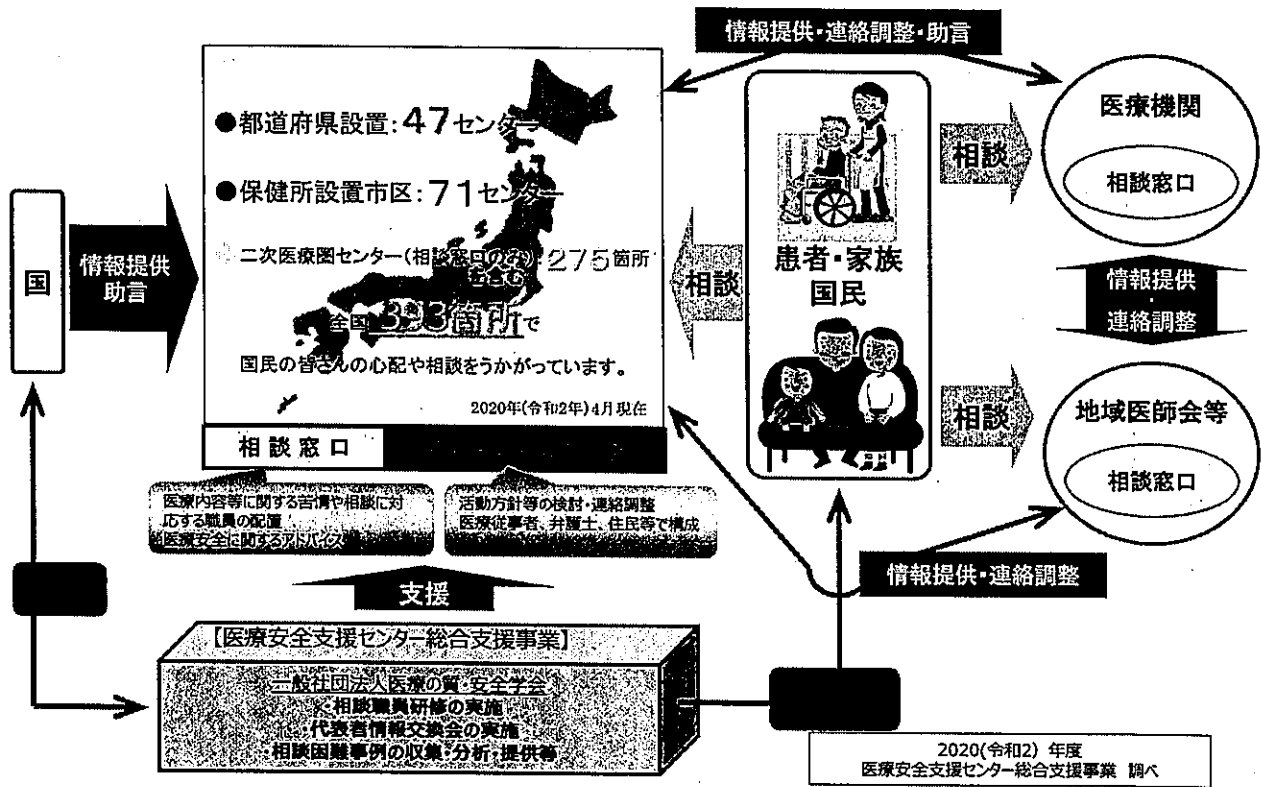 情報提供・連絡調整・助言
●都道府県設置：47センター
●保健所設置市区：71センター
二次医療圏センター(相談窓口のみ)：275箇所
を含む
全国393箇所で
国民の皆さんの心配や相談をうかがっています。
2020年(令和2年)4月現在
相談窓口
国
情報提供
助言
相談
患者・家族
国民
相談
医療機関
相談窓口
情報提供
・
連絡調整
相談
地域医師会等
相談窓口
医療内容等に関する苦情や相談に対
応する職員の配置
医療安全に関するアドバイス
活動方針等の検討・連絡調整
医療従事者、弁護士、住民等で構成
情報提供・連絡調整
支援
【医療安全支援センター総合支援事業】
一般社団法人医療の質・安全学会
・相談職員研修の実施
・代表者情報交換会の実施
・相談困難事例の収集・分析・提供等
2020(令和2) 年度
医療安全支援センター総合支援事業 調べ